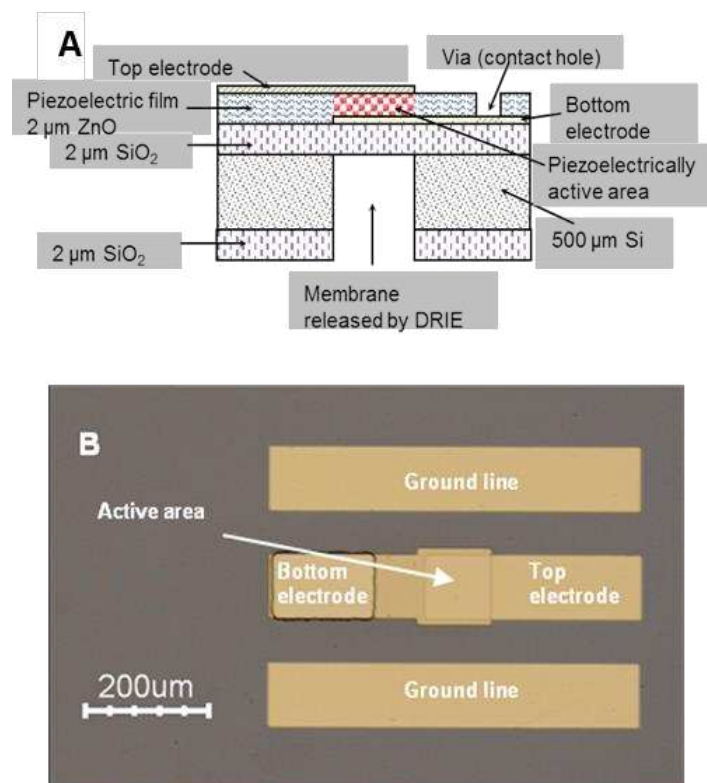 A
Top electrode
Via (contact hole)
Piezoelectric film
2 µm ZnO
Bottom
electrode
2 µm SiO₂
Piezoelectrically
active area
2 µm SiO₂
500 µm Si
Membrane
released by DRIE
B
Ground line
Active area
Bottom
electrode
Top
electrode
Ground line
200um